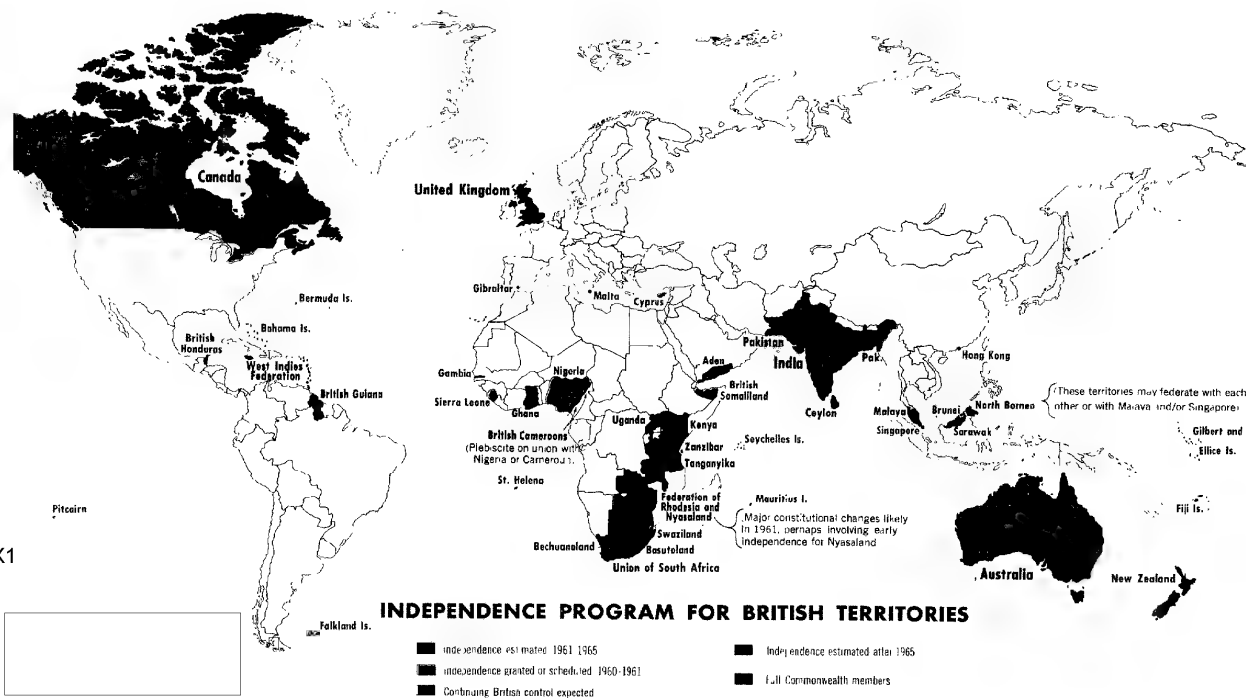 Canada
United Kingdom
Bermuda Is.
Gibraltar
Malta
Cyprus
Bahama Is.
British
Honduras
West Indies
Federation
British Guiana
Pakistan
India
Pak.
Hong Kong
Aden
British
Somaliland
Gambia
Nigeria
Sierra Leone
Ghana
Ceylon
Malaya
Brunei
North Borneo
(These territories may federate with each
other or with Malaya and/or Singapore)
Singapore
Sarawak
Gilbert and
Ellice Is.
Uganda
Kenya
British Cameroons
(Plebiscite on union with
Nigeria or Cameroun.
Zanzibar
Seychelles Is.
Tanganyika
St. Helena
Federation of
Rhodesia and
Nyasaland
Mauritius I.
Major constitutional changes likely
in 1961, perhaps involving early
independence for Nyasaland
Pitcairn
Fiji Is.
Swaziland
Bechuanaland
Basutoland
Union of South Africa
X1
Australia
New Zealand
Falkland Is.
INDEPENDENCE PROGRAM FOR BRITISH TERRITORIES
Independence estimated 1961 1965
Independence estimated after 1965
Independence granted or scheduled 1960-1961
Full Commonwealth members
Continuing British control expected